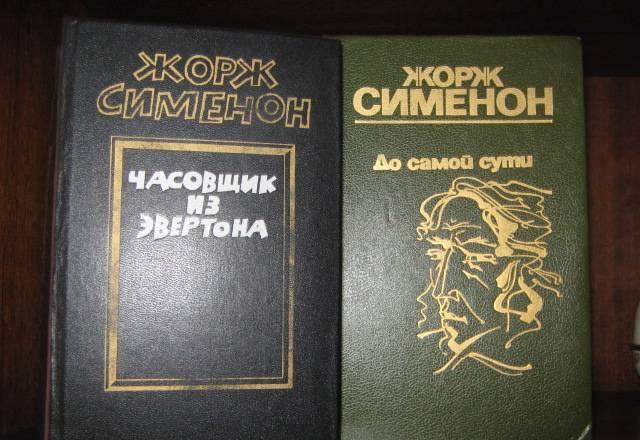 ЖОРЖ
СИМЕНОН
ЧАСОВЩИК
ИЗ
ЭВЕРТОНА
ЖОРЖ
СИМЕНОН
До самой сути